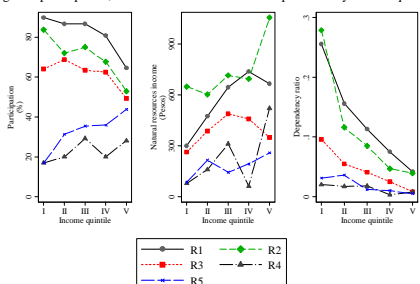 Participation
(%)
0 20 40 60 80
I II III IV V
Income quintile
Natural resources income
(Pesos)
0 300 600 900
I II III IV V
Income quintile
Dependency ratio
0 .1 .2 .3
I II III IV V
Income quintile
R1 R2
R3 R4
R5